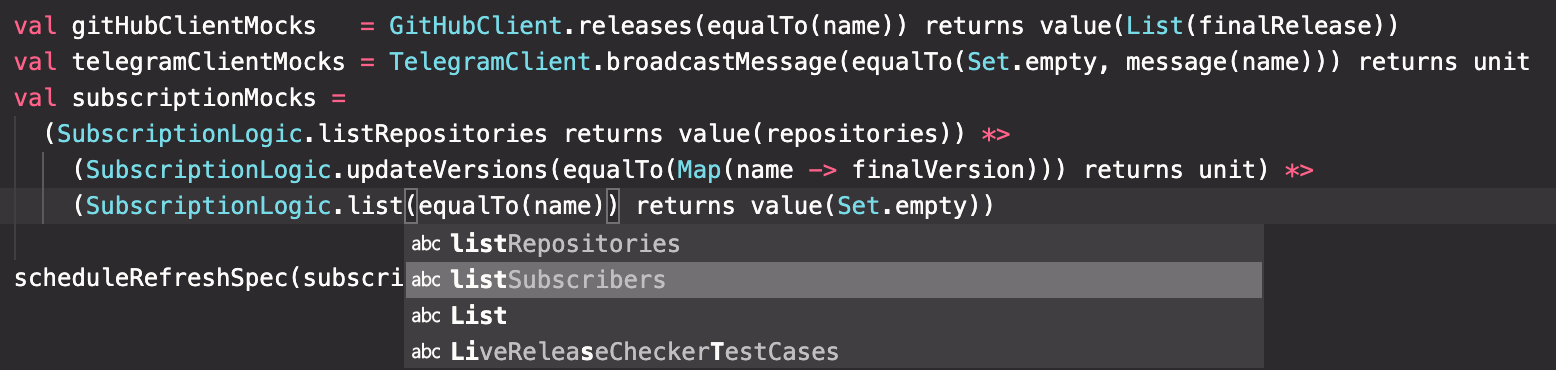 val gitHubClientMocks   = GitHubClient.releases(equalTo(name)) returns value(List(finalRelease))
val telegramClientMocks = TelegramClient.broadcastMessage(equalTo(Set.empty, message(name))) returns unit
val subscriptionMocks =
  (SubscriptionLogic.listRepositories returns value(repositories)) *>
    (SubscriptionLogic.updateVersions(equalTo(Map(name -> finalVersion))) returns unit) *>
    (SubscriptionLogic.list(equalTo(name)) returns value(Set.empty))
abc listRepositories
scheduleRefreshSpec(subscri abc listSubscribers
abc List
abc LiveReleaseCheckerTestCases